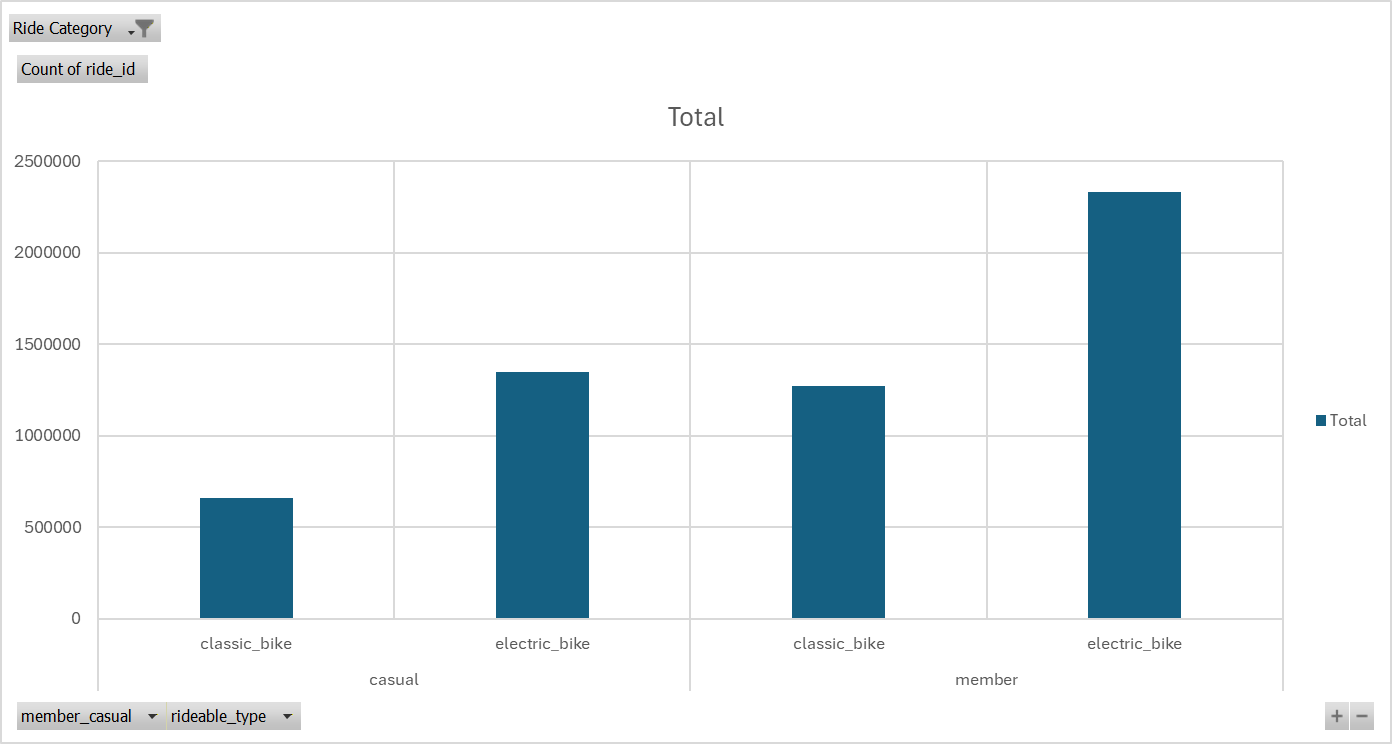 Ride Category
Count of ride_id
Total
2500000
2000000
1500000
1000000
500000
0
Total
classic_bike electric_bike classic_bike electric_bike
casual member
member_casual rideable_type